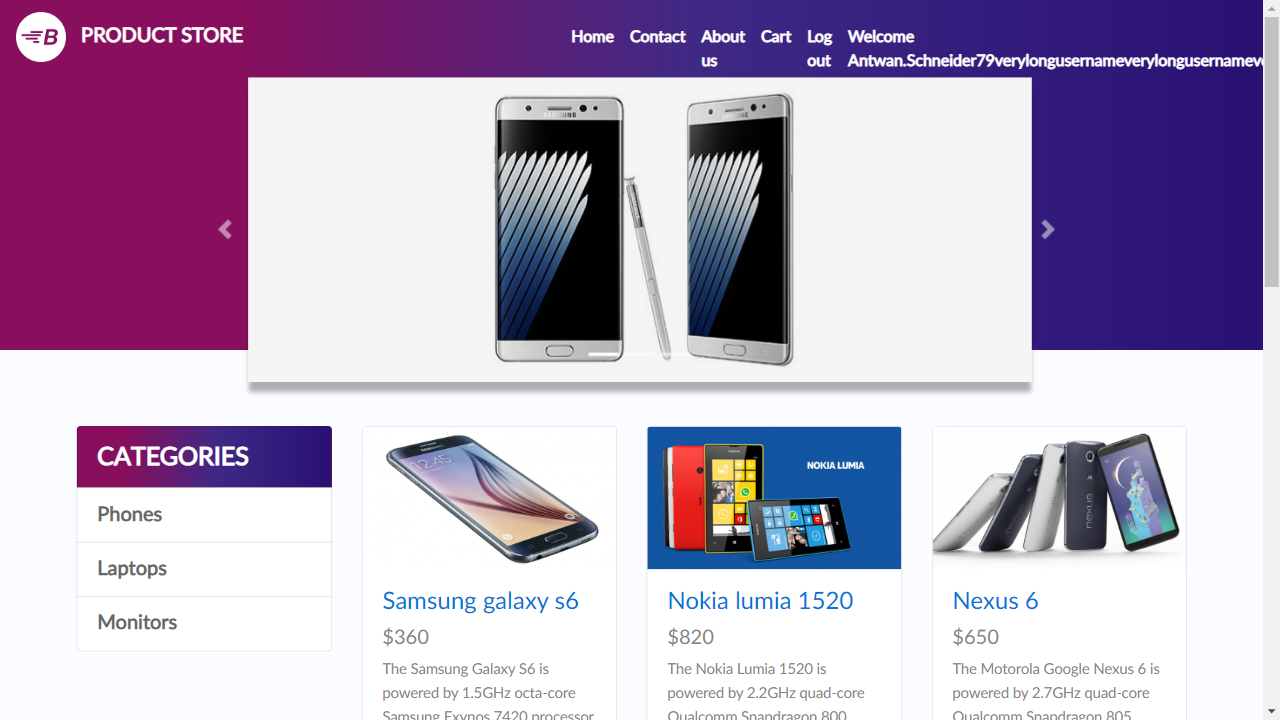 B PRODUCT STORE
Home Contact About us Cart Log out Welcome
Antwan.Schneider79verylongusernameverylongusernameve
SAMSUNG
SAMSUNG
CATEGORIES
Phones
Laptops
Monitors
12:45
NOKIA LUMIA
nexus
Samsung galaxy s6
$360
The Samsung Galaxy S6 is
powered by 1.5GHz octa-core
Samsung Exynos 7420 processor
Nokia lumia 1520
$820
The Nokia Lumia 1520 is
powered by 2.2GHz quad-core
Qualcomm Snapdragon 800
Nexus 6
$650
The Motorola Google Nexus 6 is
powered by 2.7GHz quad-core
Qualcomm Snapdragon 805